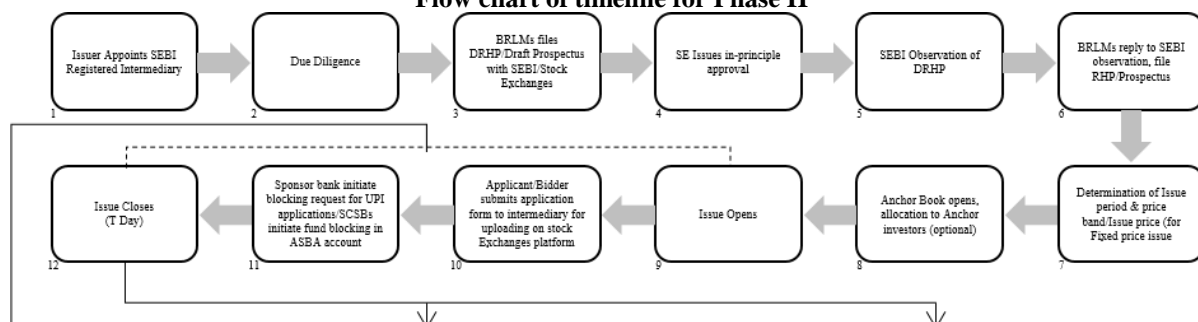 Flow chart of timeline for Phase II
Issuer Appoints SEBI
Registered Intermediary
1
Due Diligence
2
BRLMs files
DRHP/Draft Prospectus
with SEBI/Stock
Exchanges
3
SE Issues in-principle
approval
4
SEBI Observation of
DRHP
5
BRLMs reply to SEBI
observation, file
RHP/Prospectus
6
Issue Closes
(T Day)
12
Sponsor bank initiate
blocking request for UPI
applications/SCSBs
initiate fund blocking in
ASBA account
11
Applicant/Bidder
submits application
form to intermediary for
uploading on stock
Exchanges platform
10
Issue Opens
9
Anchor Book opens,
allocation to Anchor
investors (optional)
8
Determination of Issue
period & price
band/Issue price (for
Fixed price issue
7